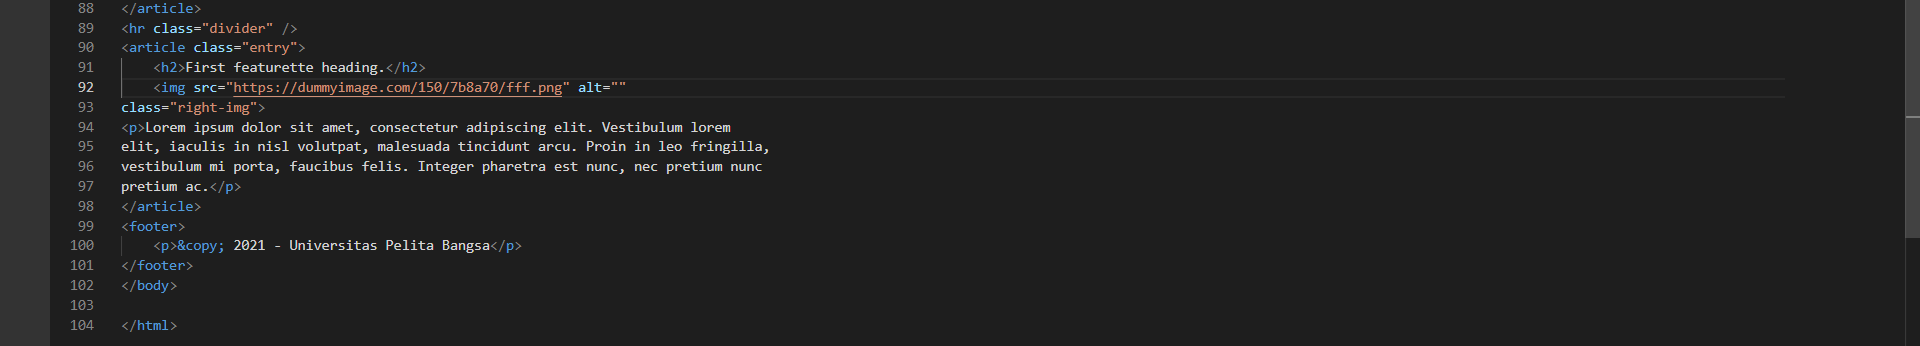 88 </article>
89 <hr class="divider" />
90 <article class="entry">
91     <h2>First featurette heading.</h2>
92     <img src="https://dummyimage.com/150/7b8a70/fff.png" alt=""
93 class="right-img">
94 <p>Lorem ipsum dolor sit amet, consectetur adipiscing elit. Vestibulum lorem
95 elit, iaculis in nisl volutpat, malesuada tincidunt arcu. Proin in leo fringilla,
96 vestibulum mi porta, faucibus felis. Integer pharetra est nunc, nec pretium nunc
97 pretium ac.</p>
98 </article>
99 <footer>
100     <p>&copy; 2021 - Universitas Pelita Bangsa</p>
101 </footer>
102 </body>
103
104 </html>